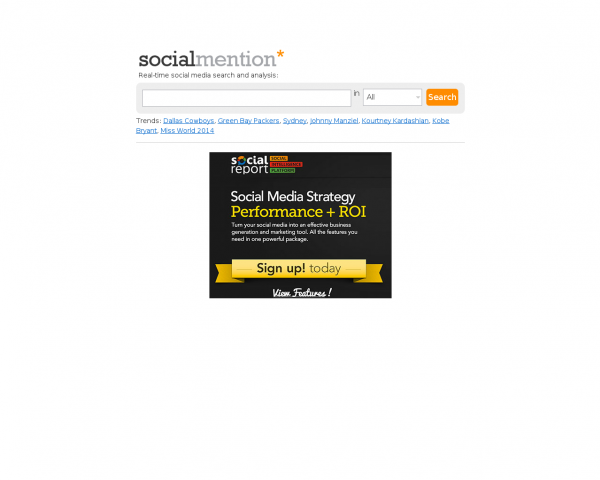 socialmention*
Real-time social media search and analysis:
in
All
Search
Trends: Dallas Cowboys, Green Bay Packers, Sydney, Johnny Manziel, Kourtney Kardashian, Kobe
Bryant, Miss World 2014
social
report
SOCIAL
INTELLIGENCE
PLATFORM
Social Media Strategy
Performance + ROI
Turn your social media into an effective business
generation and marketing tool. All the features you
need in one powerful package.
Sign up! today
View Features !